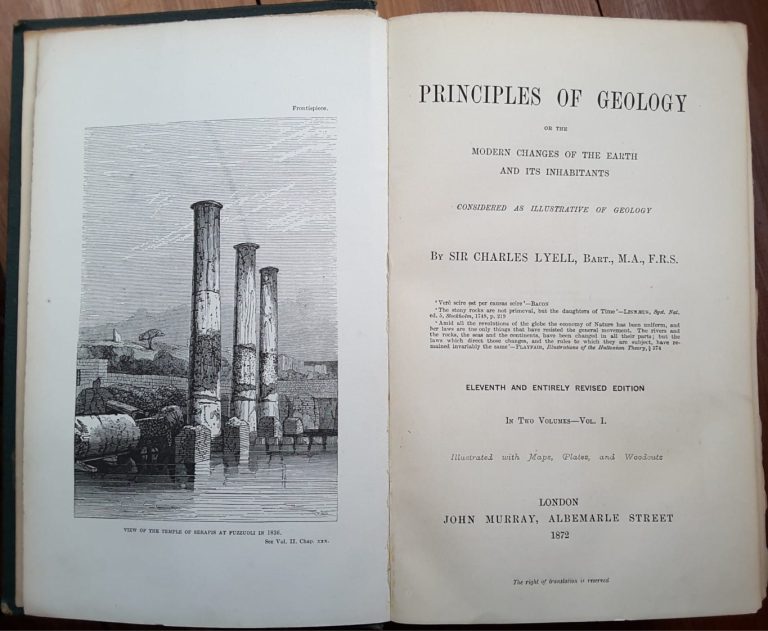 Frontispiece.
VIEW OF THE TEMPLE OF SERAPIS AT PUZZUOLI IN 1836.
See Vol. II. Chap. xxx.
PRINCIPLES OF GEOLOGY
OR THE
MODERN CHANGES OF THE EARTH
AND ITS INHABITANTS
CONSIDERED AS ILLUSTRATIVE OF GEOLOGY
BY SIR CHARLES LYELL, BART., M.A., F.R.S.
'Verè scire est per causas scire'—BACON
'The stony rocks are not primeval, but the daughters of Time'—LINNÆUS, Syst. Nat.
ed. 5, Stockholm, 1748, p. 219
'Amid all the revolutions of the globe the economy of Nature has been uniform, and
her laws are the only things that have resisted the general movement. The rivers and
the rocks, the seas and the continents, have been changed in all their parts; but the
laws which direct those changes, and the rules to which they are subject, have re-
mained invariably the same'—PLAYFAIR, Illustrations of the Huttonian Theory, § 374
ELEVENTH AND ENTIRELY REVISED EDITION
IN TWO VOLUMES—VOL. I.
Illustrated with Maps, Plates, and Woodcuts
LONDON
JOHN MURRAY, ALBEMARLE STREET
1872
The right of translation is reserved